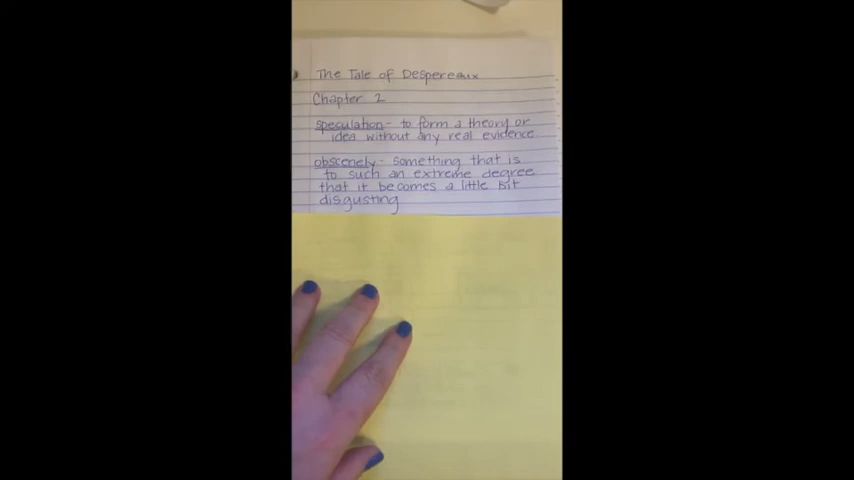 The Tale of Despereaux
Chapter 2
speculation - to form a theory or
idea without any real evidence
obscenely - something that is
to such an extreme degree
that it becomes a little bit
disgusting